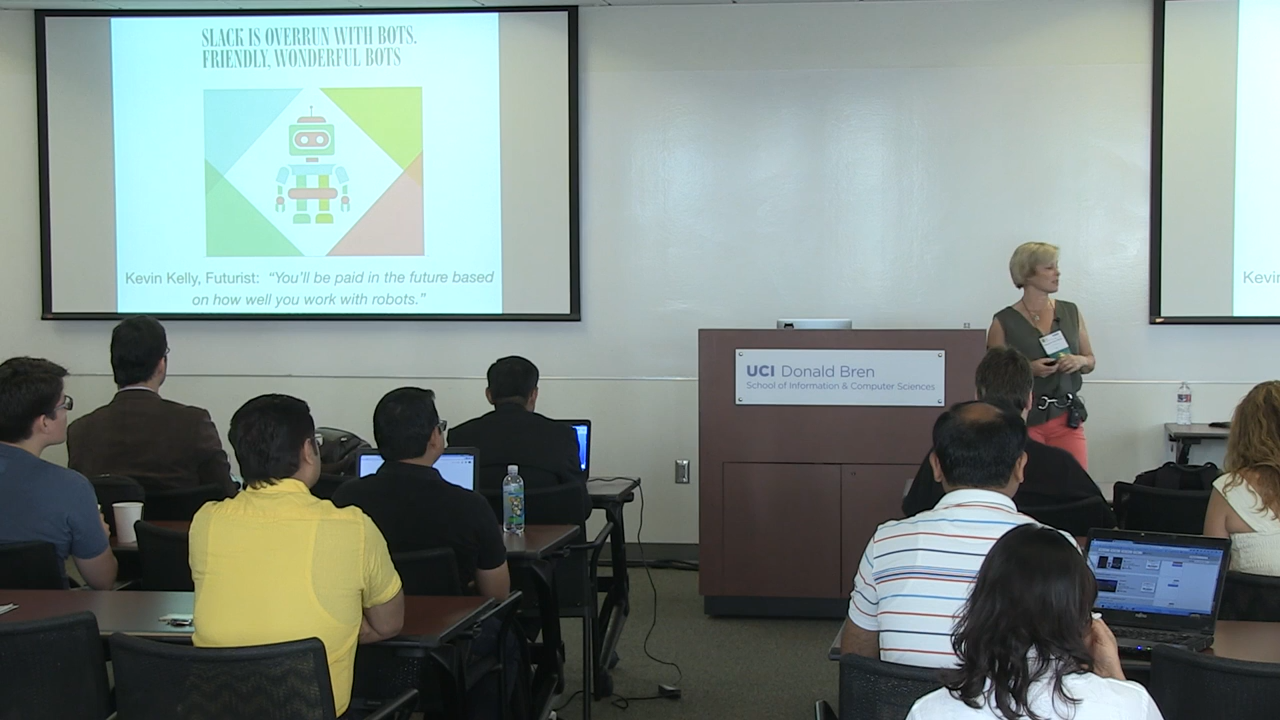 SLACK IS OVERRUN WITH BOTS.
FRIENDLY, WONDERFUL BOTS
Kevin Kelly, Futurist: "You'll be paid in the future based
on how well you work with robots."
UCI Donald Bren
School of Information & Computer Sciences
Kevin